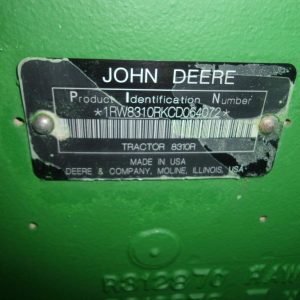 JOHN DEERE
Product Identification Number
*1RW8310RKCD064072*
TRACTOR 8310R
MADE IN USA
DEERE & COMPANY, MOLINE, ILLINOIS, USA